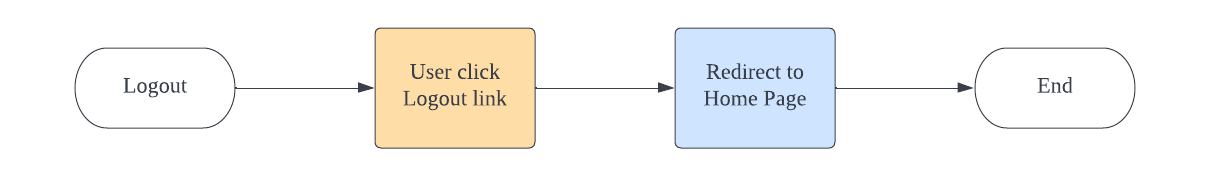 Logout
User click
Logout link
Redirect to
Home Page
End